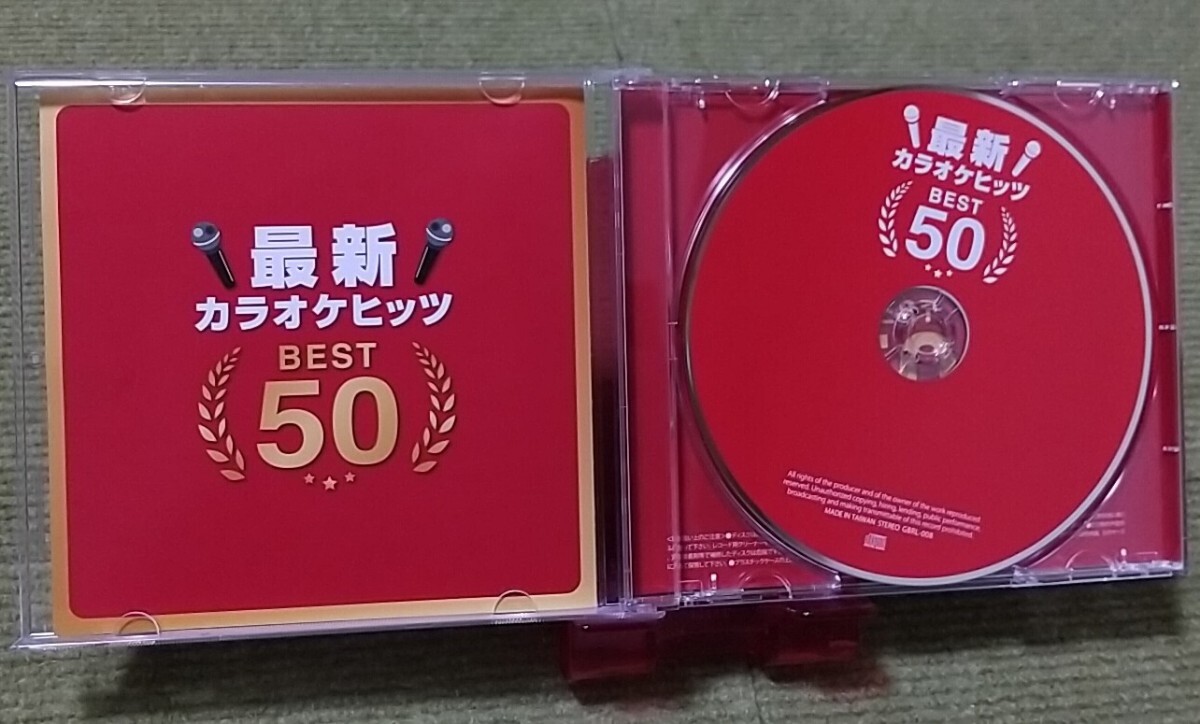 最新
カラオケヒッツ
BEST
50
最新
カラオケヒッツ
BEST
50
All rights of the producer and of the owner of the work reproduced
reserved. Unauthorized copying, hiring, lending, public performance,
broadcasting and making transmittable of this record prohibited.
MADE IN TAIWAN STEREO GBRL-008